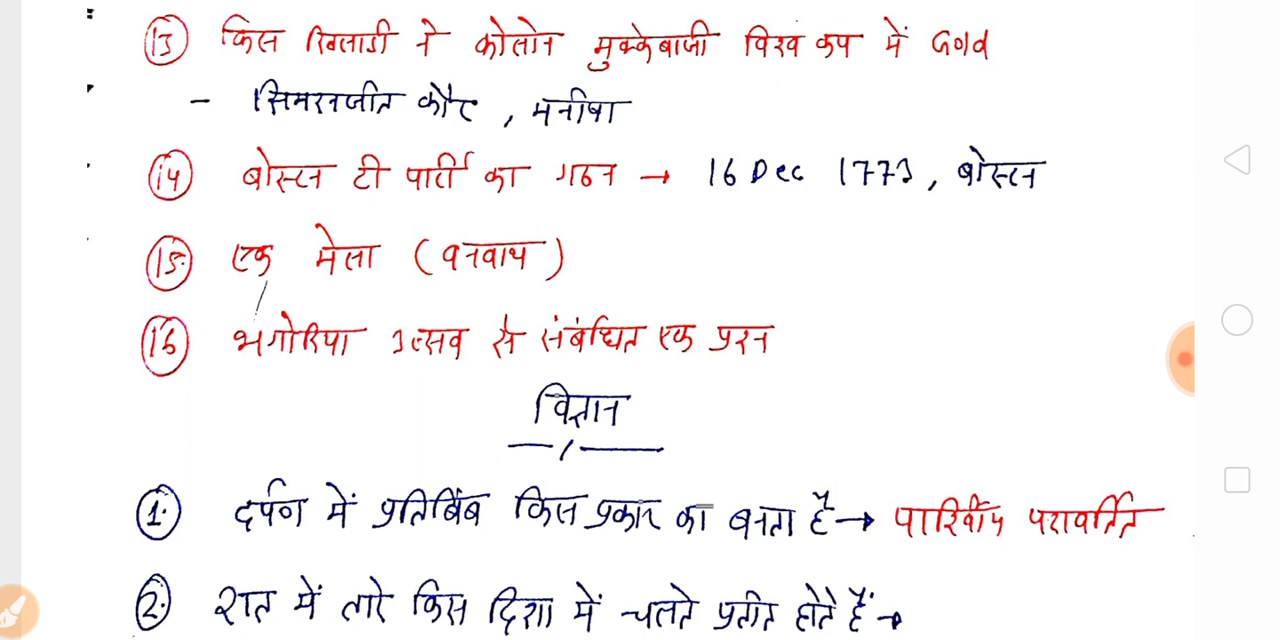 (13) किस खिलाडी ने कोलोन मुक्केबाजी विश्व कप में Gold
- सिमरनजीत कौर , मनीषा
(14) बोस्टन टी पार्टी का गठन → 16 Dec 1773, बोस्टन
(15) एक मेला (वनवाथ)
(16) भगोरिया उत्सव से संबंधित एक प्रश्न
विज्ञान
(1.) दर्पण में प्रतिबिंब किस प्रकार का बनता है → पार्श्वीय परावर्तित
(2.) रात में तारे किस दिशा में चलते प्रतीत होते हैं →